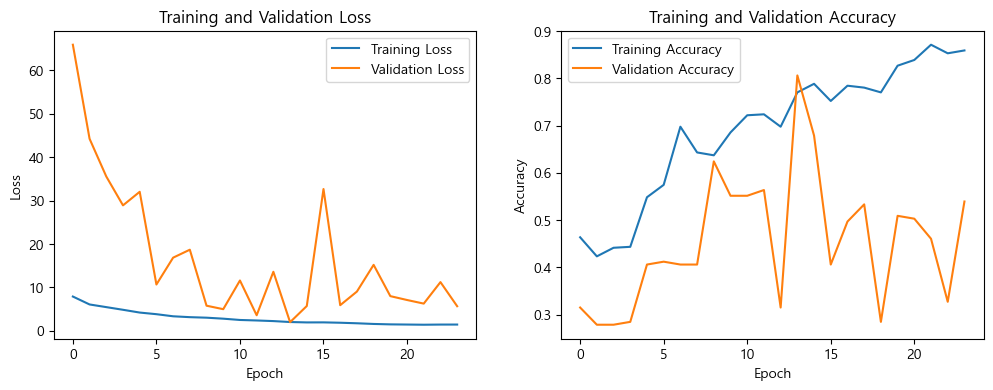 Training and Validation Loss
Training Loss
Validation Loss
60
50
40
30
20
10
0
Loss
0 5 10 15 20
Epoch
Training and Validation Accuracy
Training Accuracy
Validation Accuracy
0.9
0.8
0.7
0.6
0.5
0.4
0.3
Accuracy
0 5 10 15 20
Epoch